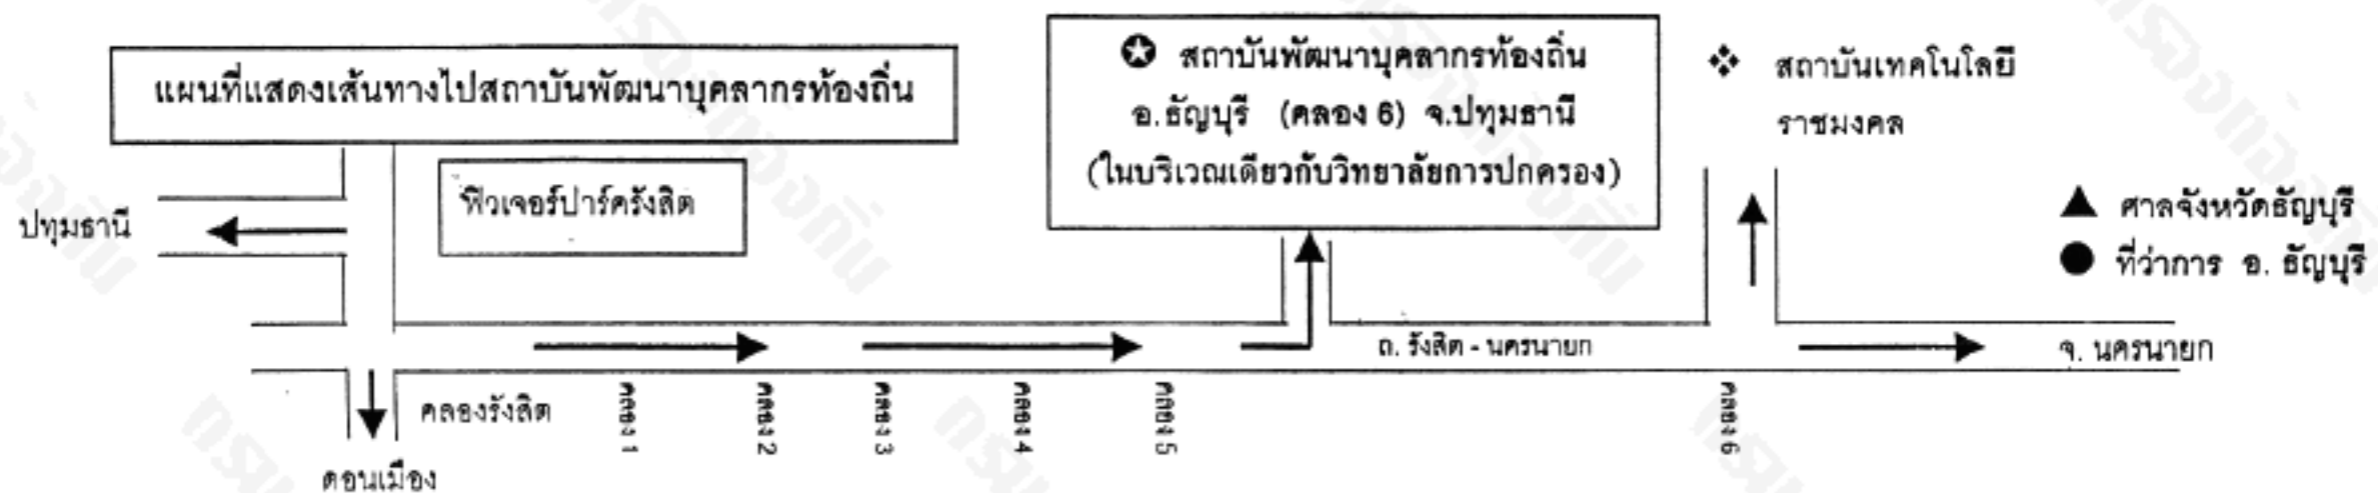 แผนที่แสดงเส้นทางไปสถาบันพัฒนาบุคลากรท้องถิ่น
✪ สถาบันพัฒนาบุคลากรท้องถิ่น
อ.ธัญบุรี (คลอง 6) จ.ปทุมธานี
(ในบริเวณเดียวกับวิทยาลัยการปกครอง)
❖ สถาบันเทคโนโลยี
ราชมงคล
ฟิวเจอร์ปาร์ครังสิต
ปทุมธานี
▲ ศาลจังหวัดธัญบุรี
● ที่ว่าการ อ. ธัญบุรี
ถ. รังสิต - นครนายก
จ. นครนายก
คลองรังสิต
คลอง 1
คลอง 2
คลอง 3
คลอง 4
คลอง 5
คลอง 6
ดอนเมือง